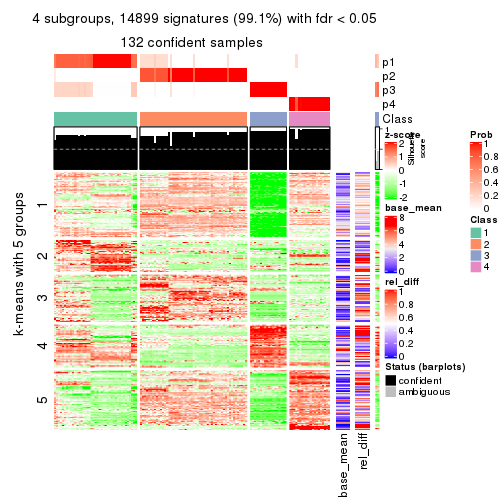 4 subgroups, 14899 signatures (99.1%) with fdr < 0.05
132 confident samples
p1
p2
p3
p4
Class
1
0
Silhouette
score
k-means with 5 groups
1
2
3
4
5
base_mean
rel_diff
z-score
2
1
0
-1
-2
base_mean
8
6
4
2
0
rel_diff
1
0.8
0.6
0.4
0.2
0
Status (barplots)
confident
ambiguous
Prob
1
0.8
0.6
0.4
0.2
0
Class
1
2
3
4